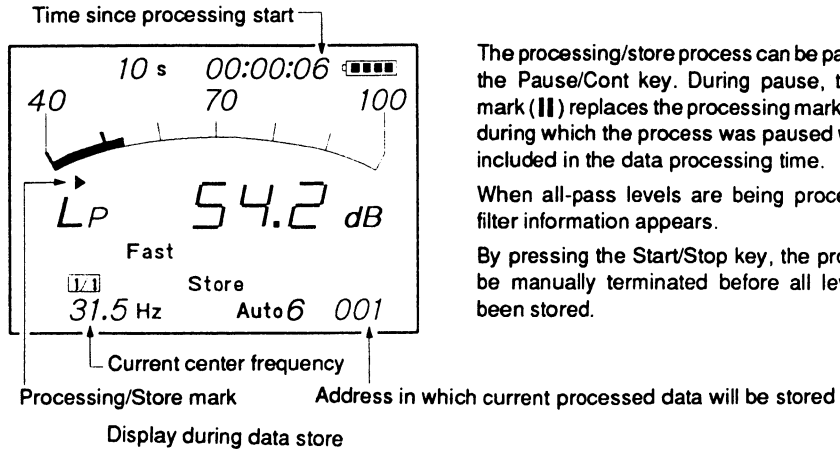 Time since processing start
10 s 00:00:06
40 70 100
LP 54.2 dB
Fast
1/1 Store
31.5 Hz Auto6 001
Current center frequency
Processing/Store mark Address in which current processed data will be stored
Display during data store
The processing/store process can be pa
the Pause/Cont key. During pause, t
mark (❚❚) replaces the processing mark
during which the process was paused
included in the data processing time.
When all-pass levels are being proce
filter information appears.
By pressing the Start/Stop key, the pro
be manually terminated before all lev
been stored.